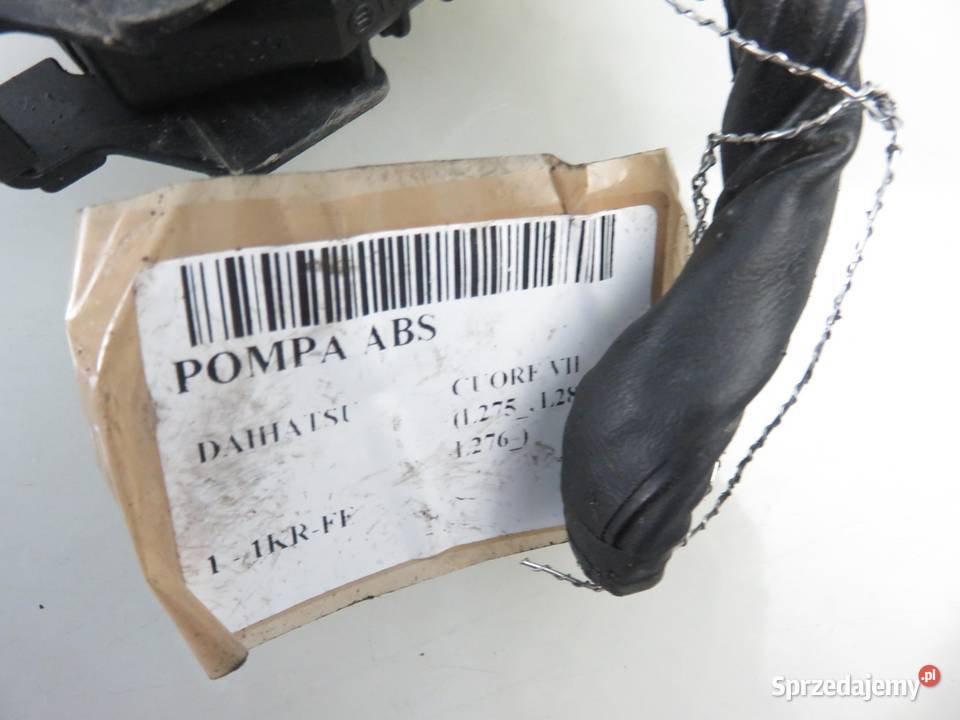 POMPA ABS
DAIHATSU
CUORE VII
(L275_, L28
L276_)
1 - 1KR-FE
Sprzedajemy.pl